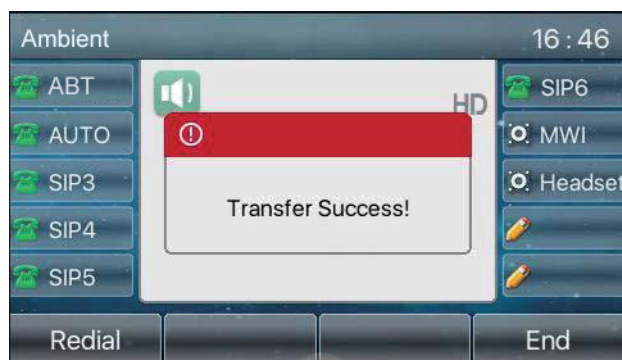 Ambient
16 : 46
ABT
AUTO
SIP3
SIP4
SIP5
HD
Transfer Success!
SIP6
MWI
Headset
Redial
End